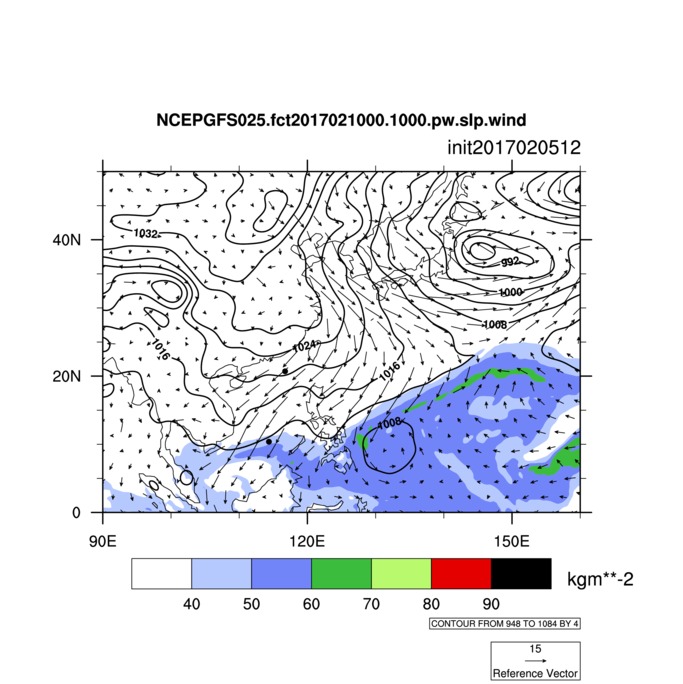 NCEPGFS025.fct2017021000.1000.pw.slp.wind
init2017020512
40N
20N
0
90E
120E
150E
1032
992
1000
1008
1016
1024
1016
1008
40
50
60
70
80
90
kgm**-2
CONTOUR FROM 948 TO 1084 BY 4
15
Reference Vector